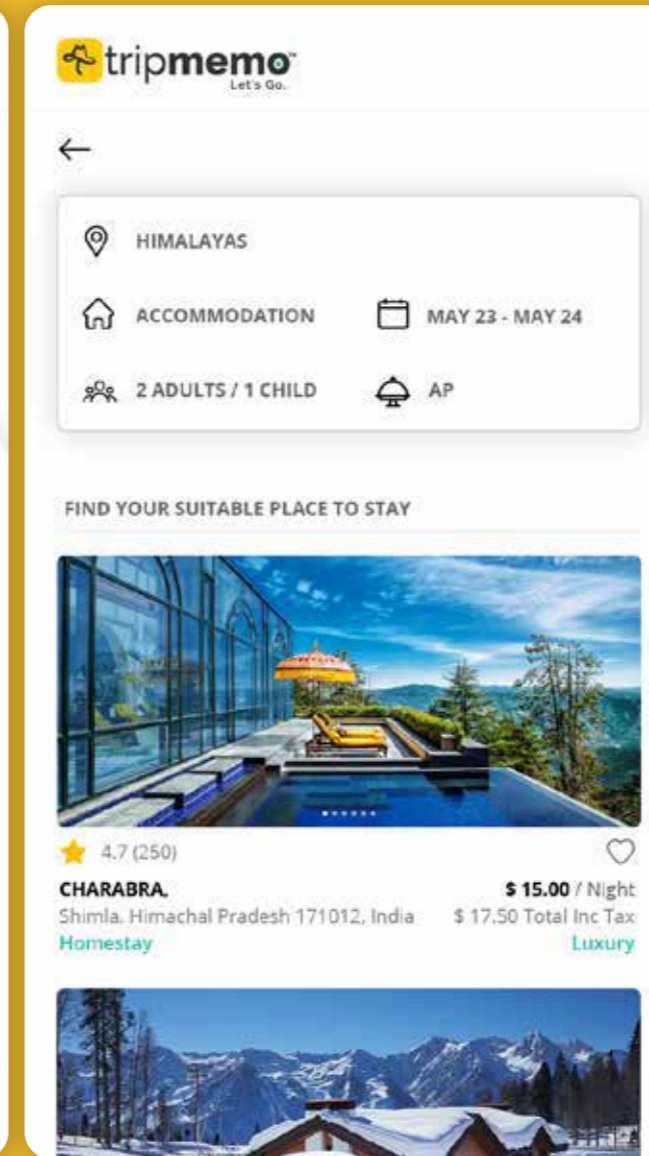 tripmemo™
Let's Go.
HIMALAYAS
ACCOMMODATION
MAY 23 - MAY 24
2 ADULTS / 1 CHILD
AP
FIND YOUR SUITABLE PLACE TO STAY
4.7 (250)
CHARABRA,
$ 15.00 / Night
Shimla, Himachal Pradesh 171012, India
$ 17.50 Total Inc Tax
Homestay
Luxury